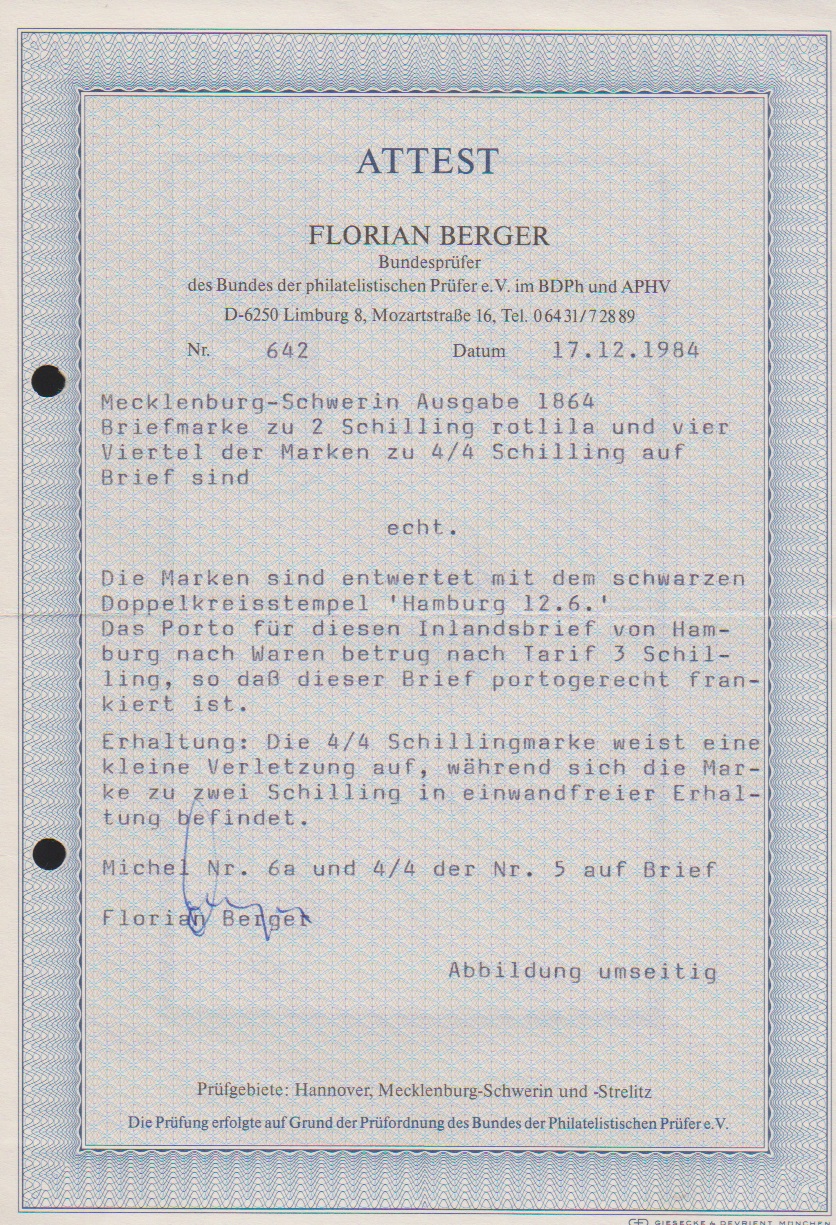 ATTEST
FLORIAN BERGER
Bundesprüfer
des Bundes der philatelistischen Prüfer e.V. im BDPh und APHV
D-6250 Limburg 8, Mozartstraße 16, Tel. 06431/72889
Nr. 642 Datum 17.12.1984
Mecklenburg-Schwerin Ausgabe 1864
Briefmarke zu 2 Schilling rotlila und vier
Viertel der Marken zu 4/4 Schilling auf
Brief sind
echt.
Die Marken sind entwertet mit dem schwarzen
Doppelkreisstempel 'Hamburg 12.6.'
Das Porto für diesen Inlandsbrief von Ham-
burg nach Waren betrug nach Tarif 3 Schil-
ling, so daß dieser Brief portogerecht fran-
kiert ist.
Erhaltung: Die 4/4 Schillingmarke weist eine
kleine Verletzung auf, während sich die Mar-
ke zu zwei Schilling in einwandfreier Erhal-
tung befindet.
Michel Nr. 6a und 4/4 der Nr. 5 auf Brief
Florian Berger
Abbildung umseitig
Prüfgebiete: Hannover, Mecklenburg-Schwerin und -Strelitz
Die Prüfung erfolgte auf Grund der Prüfordnung des Bundes der Philatelistischen Prüfer e.V.
GIESECKE & DEVRIENT MÜNCHEN